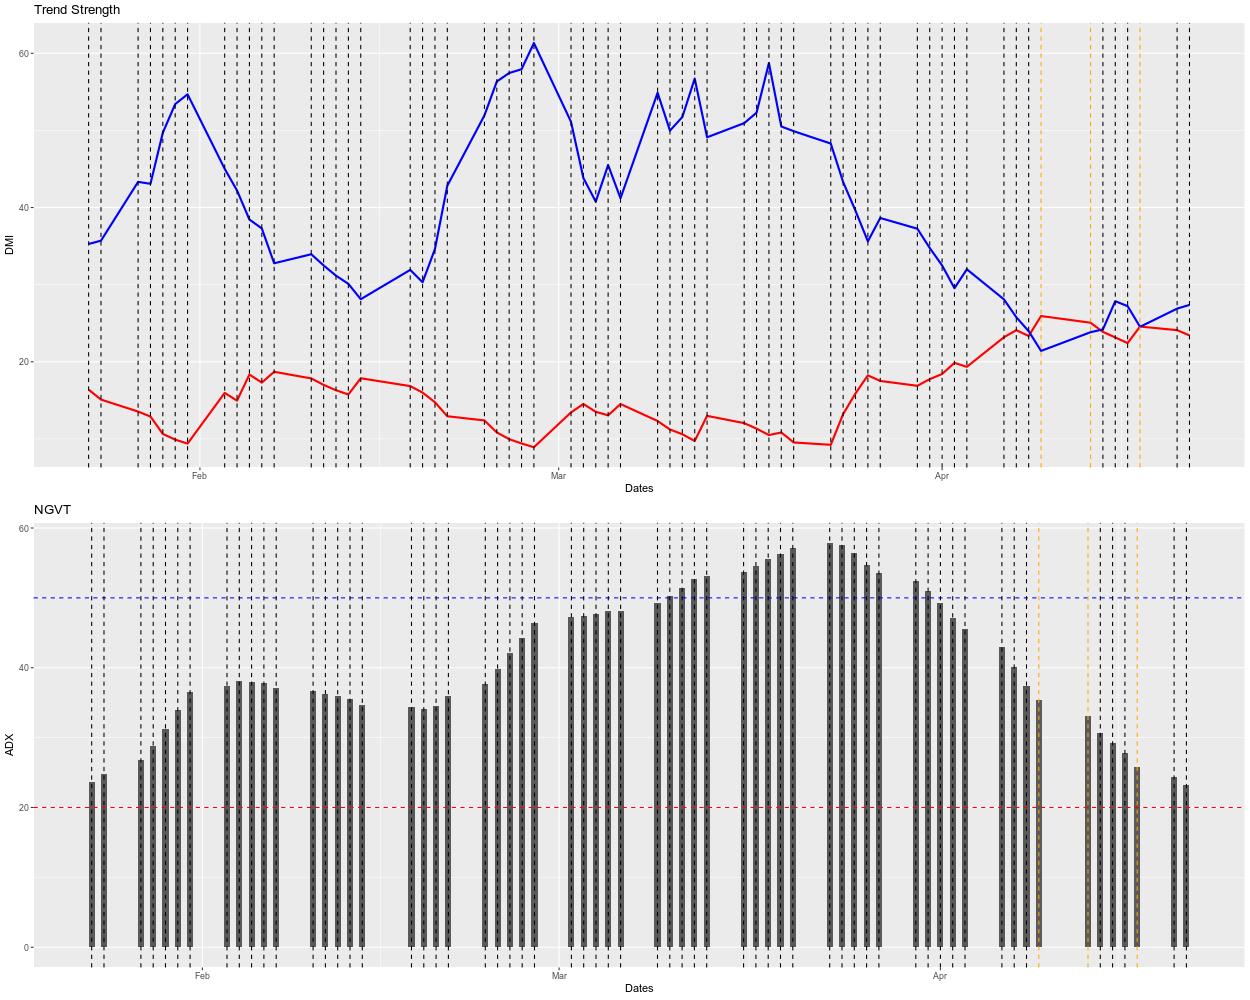 Trend Strength
60
40
20
DMI
Feb Mar Apr
Dates
NGVT
60
40
20
0
ADX
Feb Mar Apr
Dates